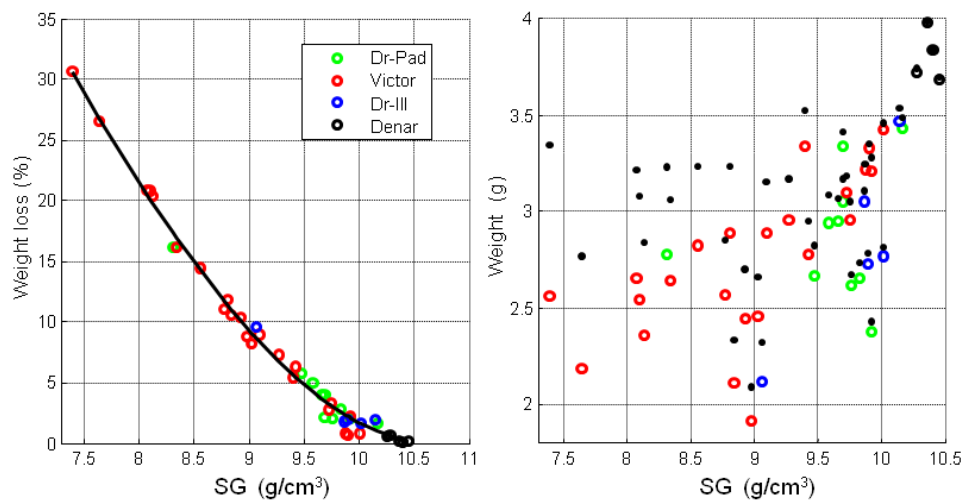 35
30
25
20
15
10
5
0
Weight loss (%)
7.5 8 8.5 9 9.5 10 10.5 11
SG (g/cm³)
Dr-Pad
Victor
Dr-III
Denar
4
3.5
3
2.5
2
Weight (g)
7.5 8 8.5 9 9.5 10 10.5
SG (g/cm³)